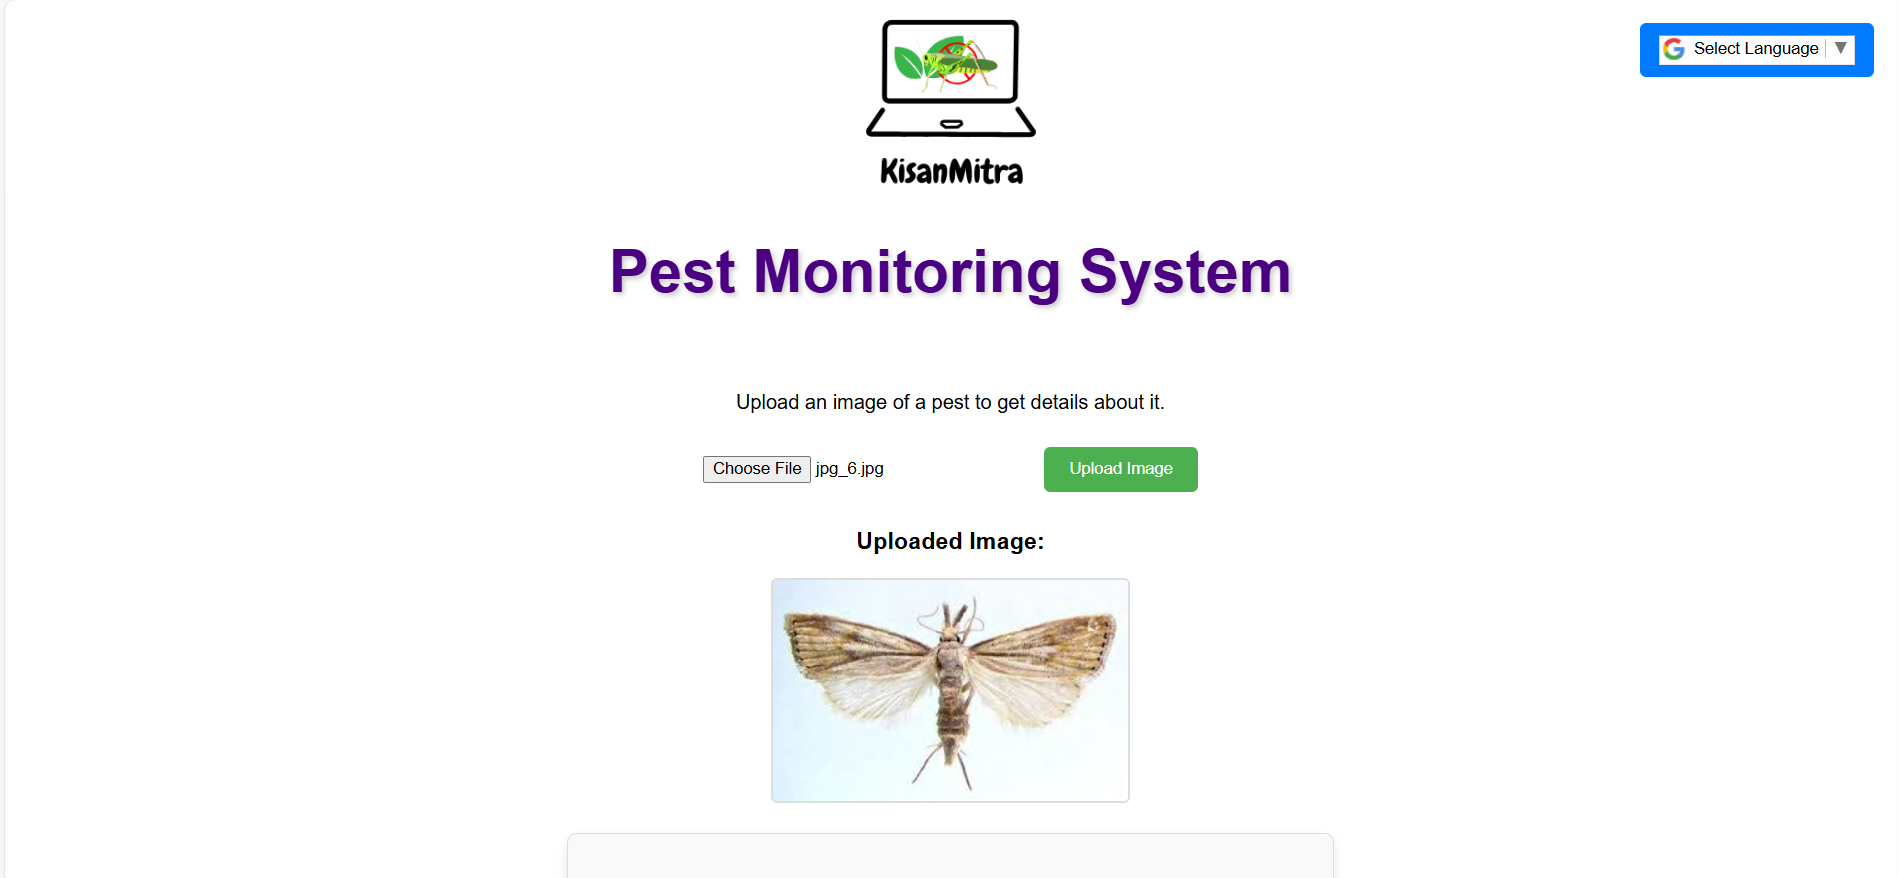 Select Language ▼
KisanMitra
Pest Monitoring System
Upload an image of a pest to get details about it.
Choose File jpg_6.jpg
Upload Image
Uploaded Image: